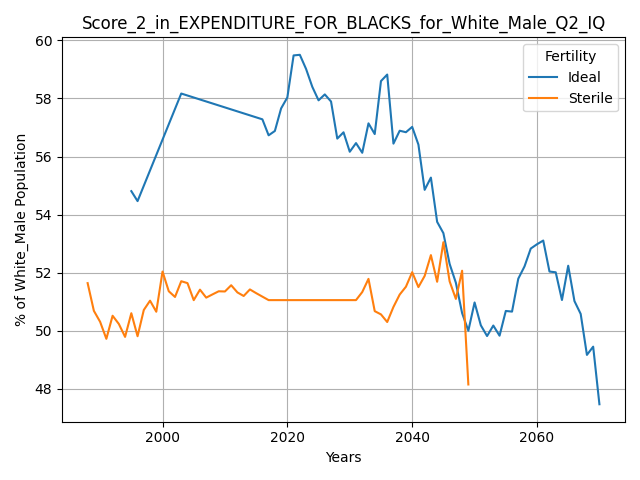 Score_2_in_EXPENDITURE_FOR_BLACKS_for_White_Male_Q2_IQ
60
58
56
54
52
50
48
% of White_Male Population
Fertility
Ideal
Sterile
2000
2020
2040
2060
Years